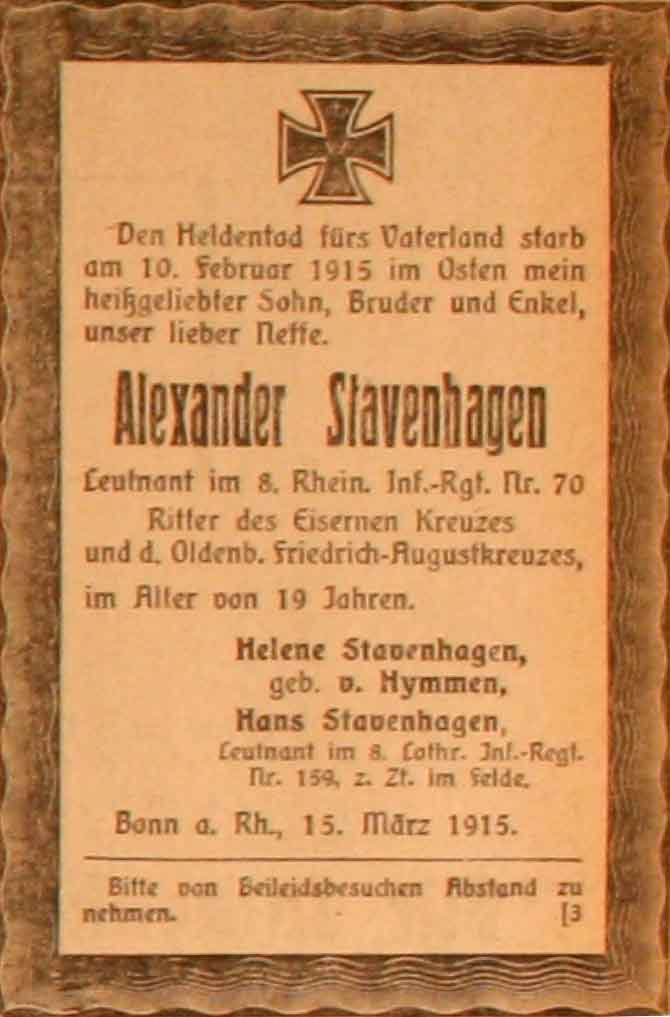 Den Heldentod fürs Vaterland starb
am 10. Februar 1915 im Osten mein
heißgeliebter Sohn, Bruder und Enkel,
unser lieber Neffe.
Alexander Stavenhagen
Leutnant im 8. Rhein. Inf.-Rgt. Nr. 70
Ritter des Eisernen Kreuzes
und d. Oldenb. Friedrich-Augustkreuzes,
im Alter von 19 Jahren.
Helene Stavenhagen,
geb. v. Hymmen,
Hans Stavenhagen,
Leutnant im 8. Lothr. Inf.-Regt.
Nr. 159, z. Zt. im Felde.
Bonn a. Rh., 15. März 1915.
Bitte von Beileidsbesuchen Abstand zu
nehmen. [3